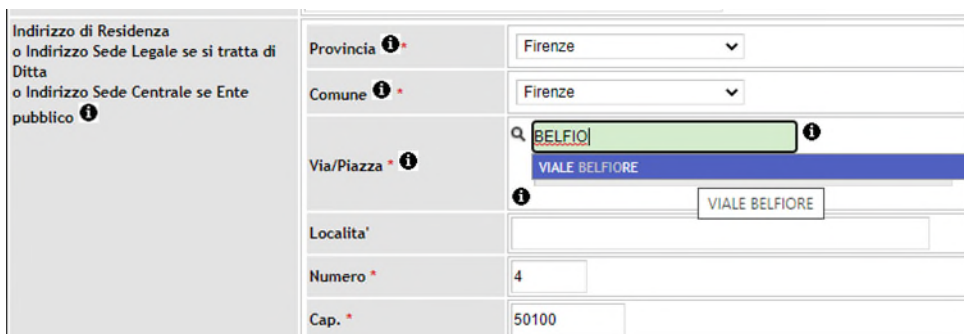 Indirizzo di Residenza
o Indirizzo Sede Legale se si tratta di
Ditta
o Indirizzo Sede Centrale se Ente
pubblico
Provincia *
Firenze
Comune *
Firenze
Via/Piazza *
BELFIO
VIALE BELFIORE
VIALE BELFIORE
Localita'
Numero *
4
Cap. *
50100